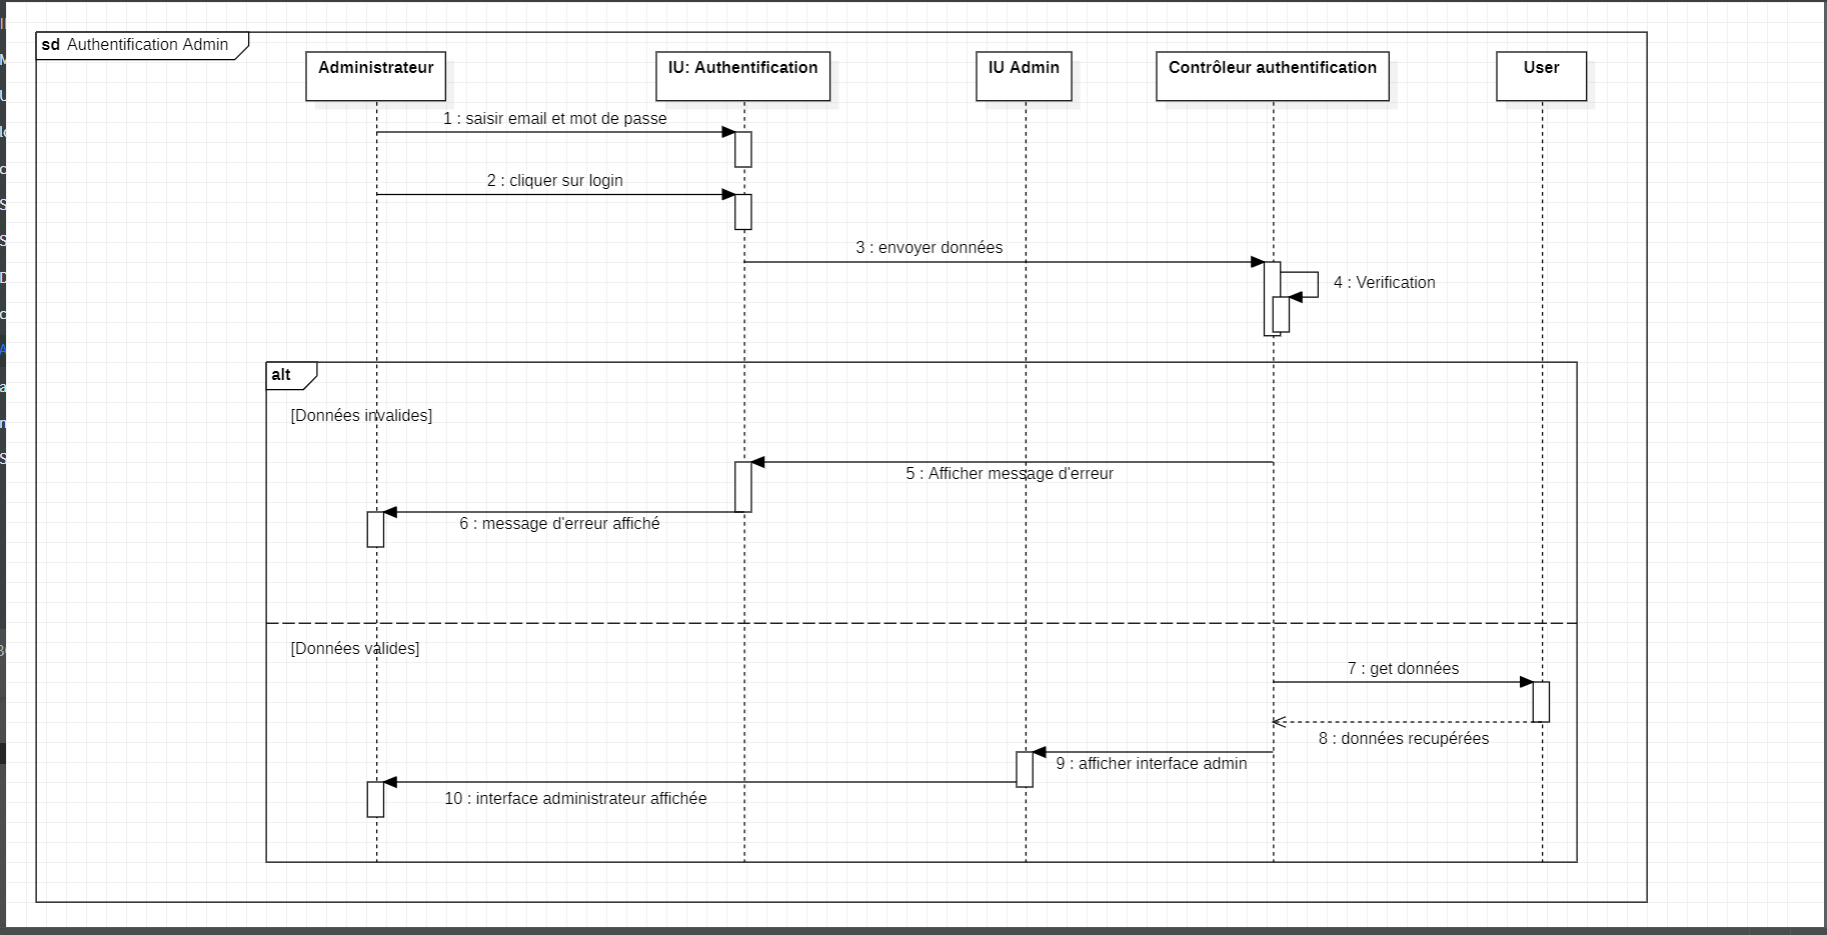 sd Authentification Admin
Administrateur
IU: Authentification
IU Admin
Contrôleur authentification
User
1 : saisir email et mot de passe
2 : cliquer sur login
3 : envoyer données
4 : Verification
alt
[Données invalides]
5 : Afficher message d'erreur
6 : message d'erreur affiché
[Données valides]
7 : get données
8 : données recupérées
9 : afficher interface admin
10 : interface administrateur affichée